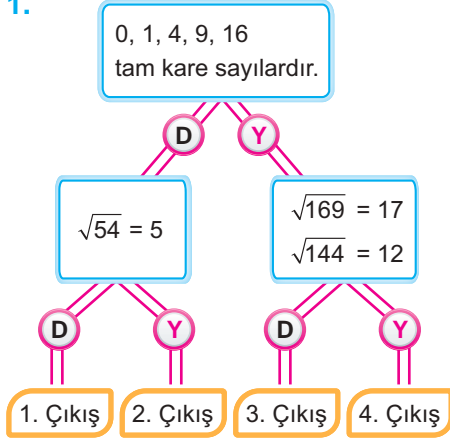 1.
0, 1, 4, 9, 16
tam kare sayılardır.
D
Y
√54 = 5
√169 = 17
√144 = 12
D
Y
D
Y
1. Çıkış
2. Çıkış
3. Çıkış
4. Çıkış